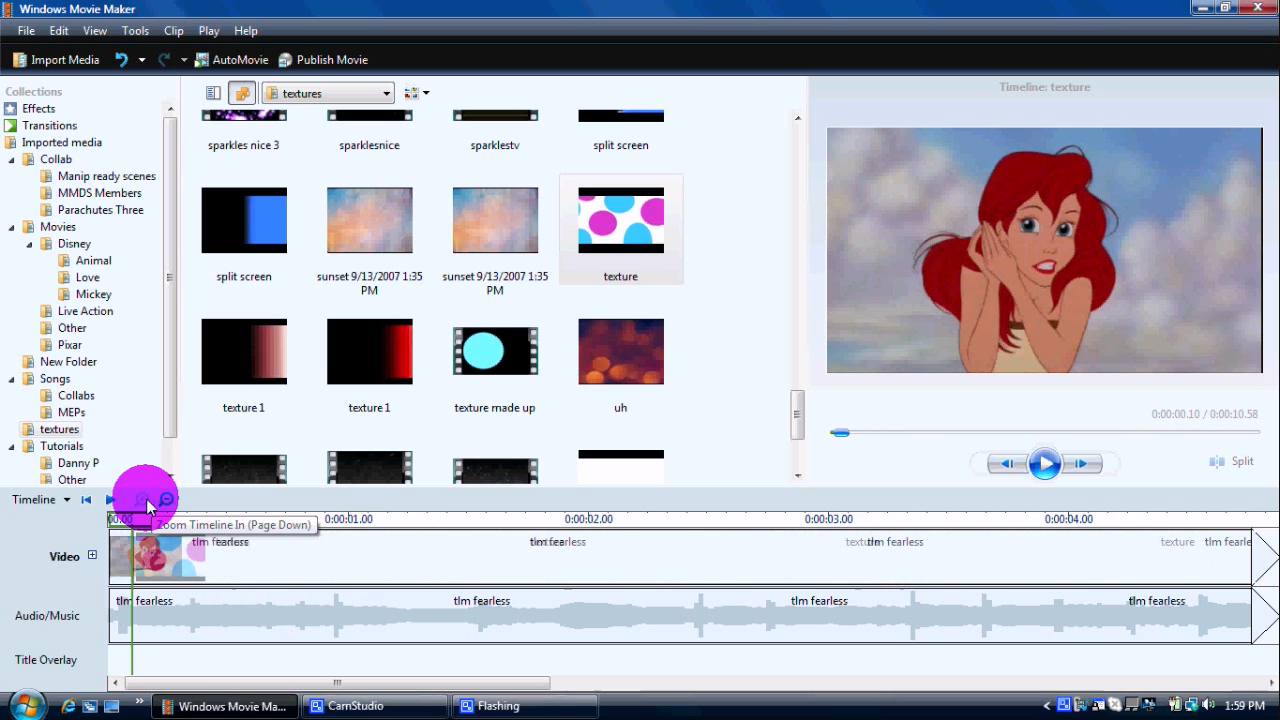 Windows Movie Maker
File Edit View Tools Clip Play Help
Import Media AutoMovie Publish Movie
Collections
Effects
Transitions
Imported media
Collab
Manip ready scenes
MMDS Members
Parachutes Three
Movies
Disney
Animal
Love
Mickey
Live Action
Other
Pixar
New Folder
Songs
Collabs
MEPs
textures
Tutorials
Danny P
Other
textures
sparkles nice 3 sparklesnice sparklestv split screen
split screen sunset 9/13/2007 1:35 PM sunset 9/13/2007 1:35 PM texture
texture 1 texture 1 texture made up uh
Timeline: texture
0:00:00.10 / 0:00:10.58
Split
Timeline
Zoom Timeline In (Page Down)
00.00 0:00:01.00 0:00:02.00 0:00:03.00 0:00:04.00
Video tlm fearless tlm fearless texture tlm fearless texture tlm fearle
Audio/Music tlm fearless tlm fearless tlm fearless tlm fearless
Title Overlay
Windows Movie Ma... CamStudio Flashing 1:59 PM